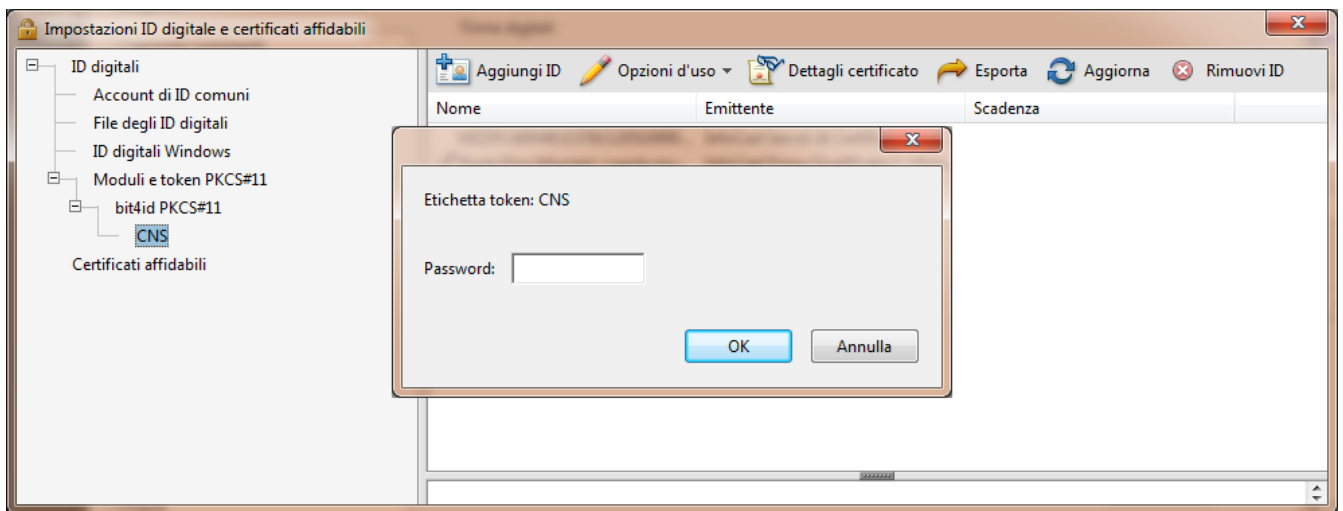 Impostazioni ID digitale e certificati affidabili
ID digitali
Account di ID comuni
File degli ID digitali
ID digitali Windows
Moduli e token PKCS#11
bit4id PKCS#11
CNS
Certificati affidabili
Aggiungi ID Opzioni d'uso Dettagli certificato Esporta Aggiorna Rimuovi ID
Nome Emittente Scadenza
Etichetta token: CNS
Password:
OK Annulla